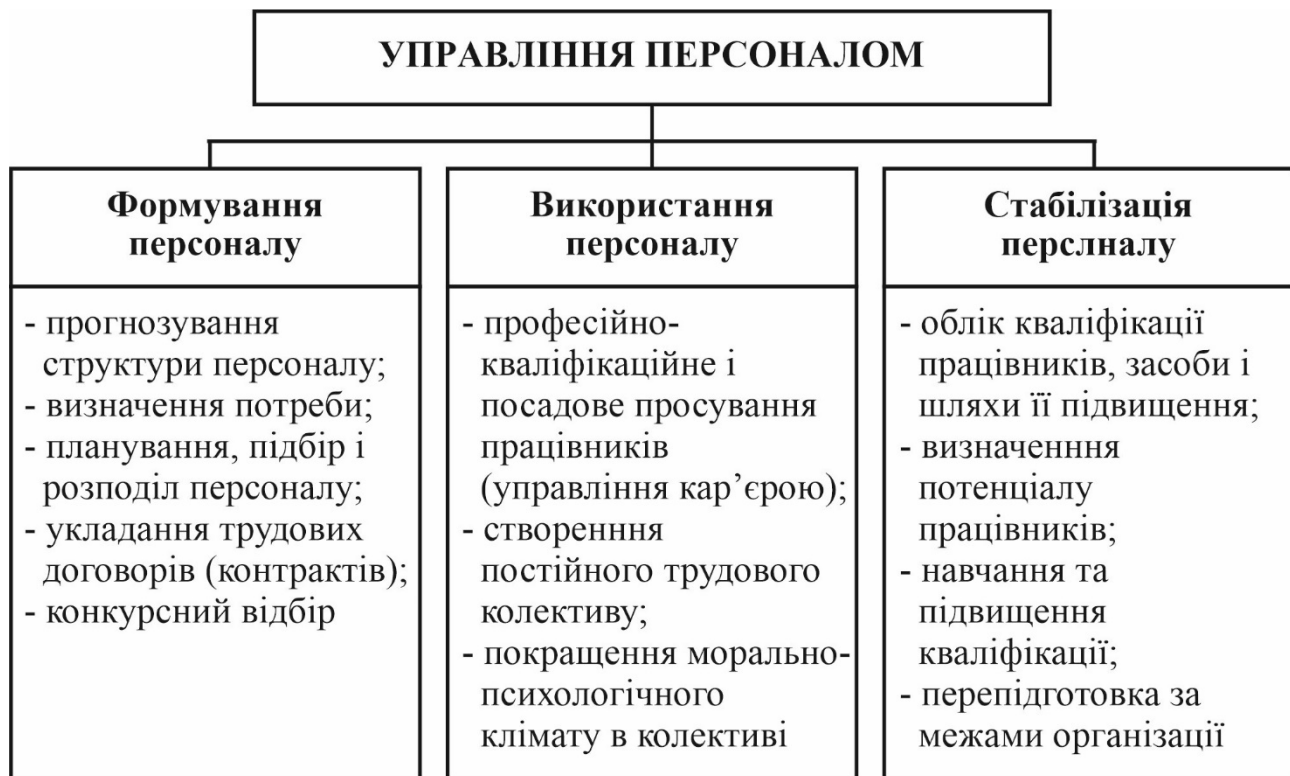 УПРАВЛІННЯ ПЕРСОНАЛОМ
Формування
персоналу
- прогнозування
структури персоналу;
- визначення потреби;
- планування, підбір і
розподіл персоналу;
- укладання трудових
договорів (контрактів);
- конкурсний відбір
Використання
персоналу
- професійно-
кваліфікаційне і
посадове просування
працівників
(управління кар’єрою);
- створенння
постійного трудового
колективу;
- покращення морально-
психологічного
клімату в колективі
Стабілізація
перслналу
- облік кваліфікації
працівників, засоби і
шляхи її підвищення;
- визначенння
потенціалу
працівників;
- навчання та
підвищення
кваліфікації;
- перепідготовка за
межами організації